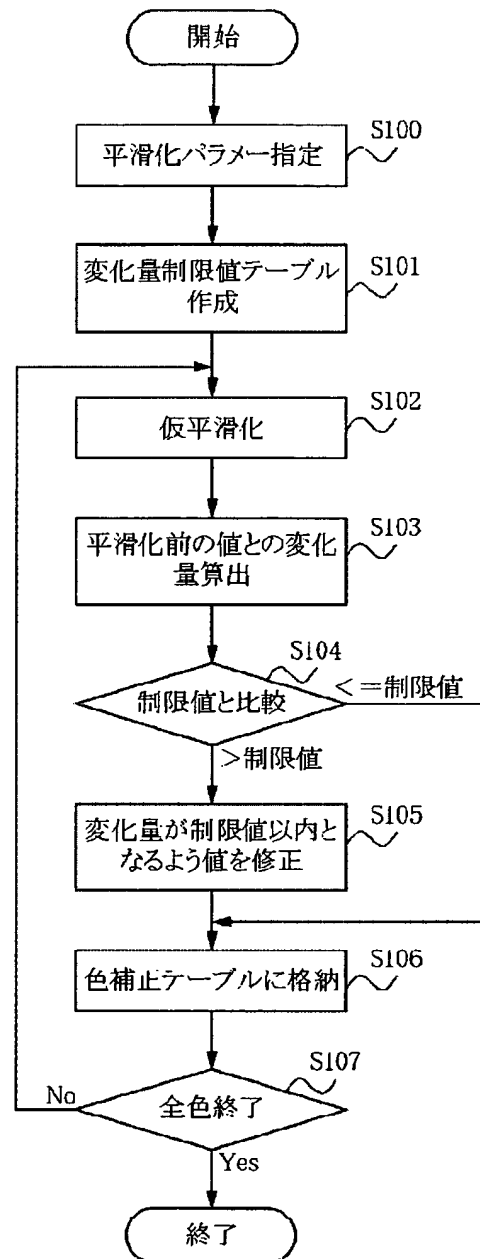 開始
S100
平滑化パラメー指定
S101
変化量制限値テーブル
作成
S102
仮平滑化
S103
平滑化前の値との変化
量算出
S104
制限値と比較
<=制限値
>制限値
S105
変化量が制限値以内と
なるよう値を修正
S106
色補正テーブルに格納
S107
No
全色終了
Yes
終了